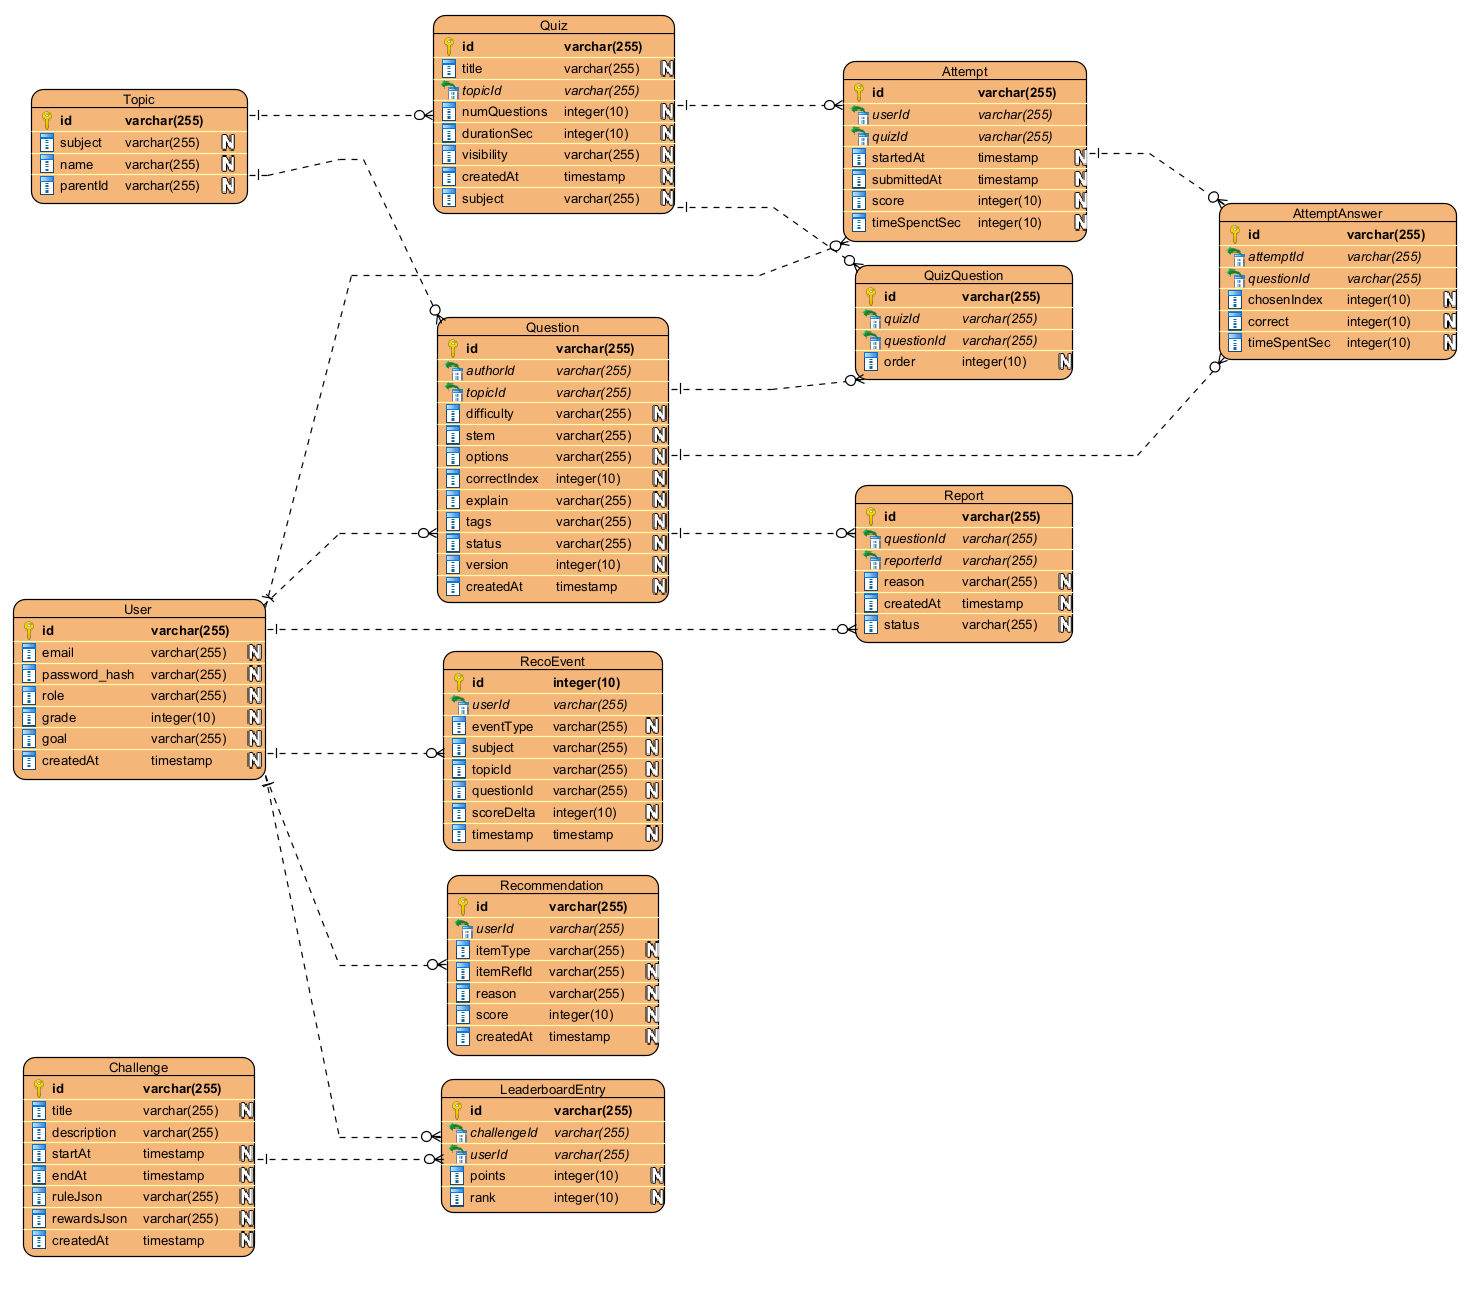 Quiz
id varchar(255)
title varchar(255) N
topicId varchar(255)
numQuestions integer(10) N
durationSec integer(10) N
visibility varchar(255) N
createdAt timestamp N
subject varchar(255) N
Attempt
id varchar(255)
userId varchar(255)
quizId varchar(255)
startedAt timestamp N
submittedAt timestamp N
score integer(10) N
timeSpenctSec integer(10) N
Topic
id varchar(255)
subject varchar(255) N
name varchar(255) N
parentId varchar(255) N
AttemptAnswer
id varchar(255)
attemptId varchar(255)
questionId varchar(255)
chosenIndex integer(10) N
correct integer(10) N
timeSpentSec integer(10) N
QuizQuestion
id varchar(255)
quizId varchar(255)
questionId varchar(255)
order integer(10) N
Question
id varchar(255)
authorId varchar(255)
topicId varchar(255)
difficulty varchar(255) N
stem varchar(255) N
options varchar(255) N
correctIndex integer(10) N
explain varchar(255) N
tags varchar(255) N
status varchar(255) N
version integer(10) N
createdAt timestamp N
Report
id varchar(255)
questionId varchar(255)
reporterId varchar(255)
reason varchar(255) N
createdAt timestamp N
status varchar(255) N
User
id varchar(255)
email varchar(255) N
password_hash varchar(255) N
role varchar(255) N
grade integer(10) N
goal varchar(255) N
createdAt timestamp N
RecoEvent
id integer(10)
userId varchar(255)
eventType varchar(255) N
subject varchar(255) N
topicId varchar(255) N
questionId varchar(255) N
scoreDelta integer(10) N
timestamp timestamp N
Recommendation
id varchar(255)
userId varchar(255)
itemType varchar(255) N
itemRefId varchar(255) N
reason varchar(255) N
score integer(10) N
createdAt timestamp N
Challenge
id varchar(255)
title varchar(255) N
description varchar(255)
startAt timestamp N
endAt timestamp N
ruleJson varchar(255) N
rewardsJson varchar(255) N
createdAt timestamp N
LeaderboardEntry
id varchar(255)
challengeId varchar(255)
userId varchar(255)
points integer(10) N
rank integer(10) N